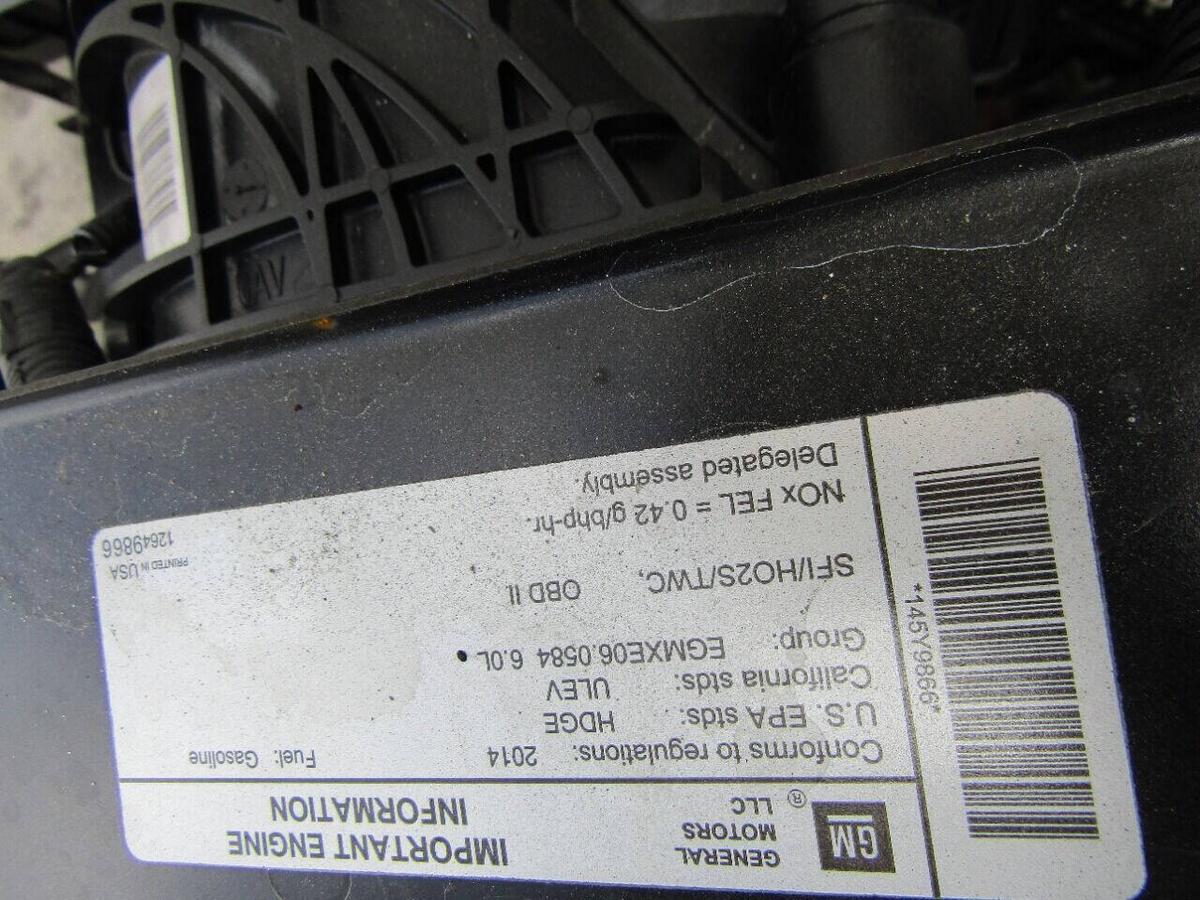 GM
GENERAL
MOTORS
LLC ®
IMPORTANT ENGINE
INFORMATION
Conforms to regulations: 2014 Fuel: Gasoline
U.S. EPA stds: HDGE
California stds: ULEV
Group: EGMXE06.0584 6.0L
SFI/HO2S/TWC, OBD II
NOx FEL = 0.42 g/bhp-hr.
Delegated assembly.
PRINTED IN USA
12649866
*145Y9866*